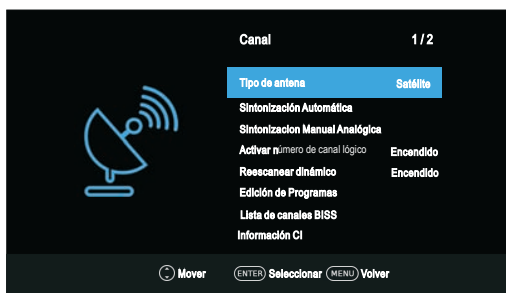 Canal 1 / 2
Tipo de antena Satélite
Sintonización Automática
Sintonizacion Manual Analógica
Activar número de canal lógico Encendido
Reescanear dinámico Encendido
Edición de Programas
Lista de canales BISS
Información CI
Mover ENTER Seleccionar MENU Volver